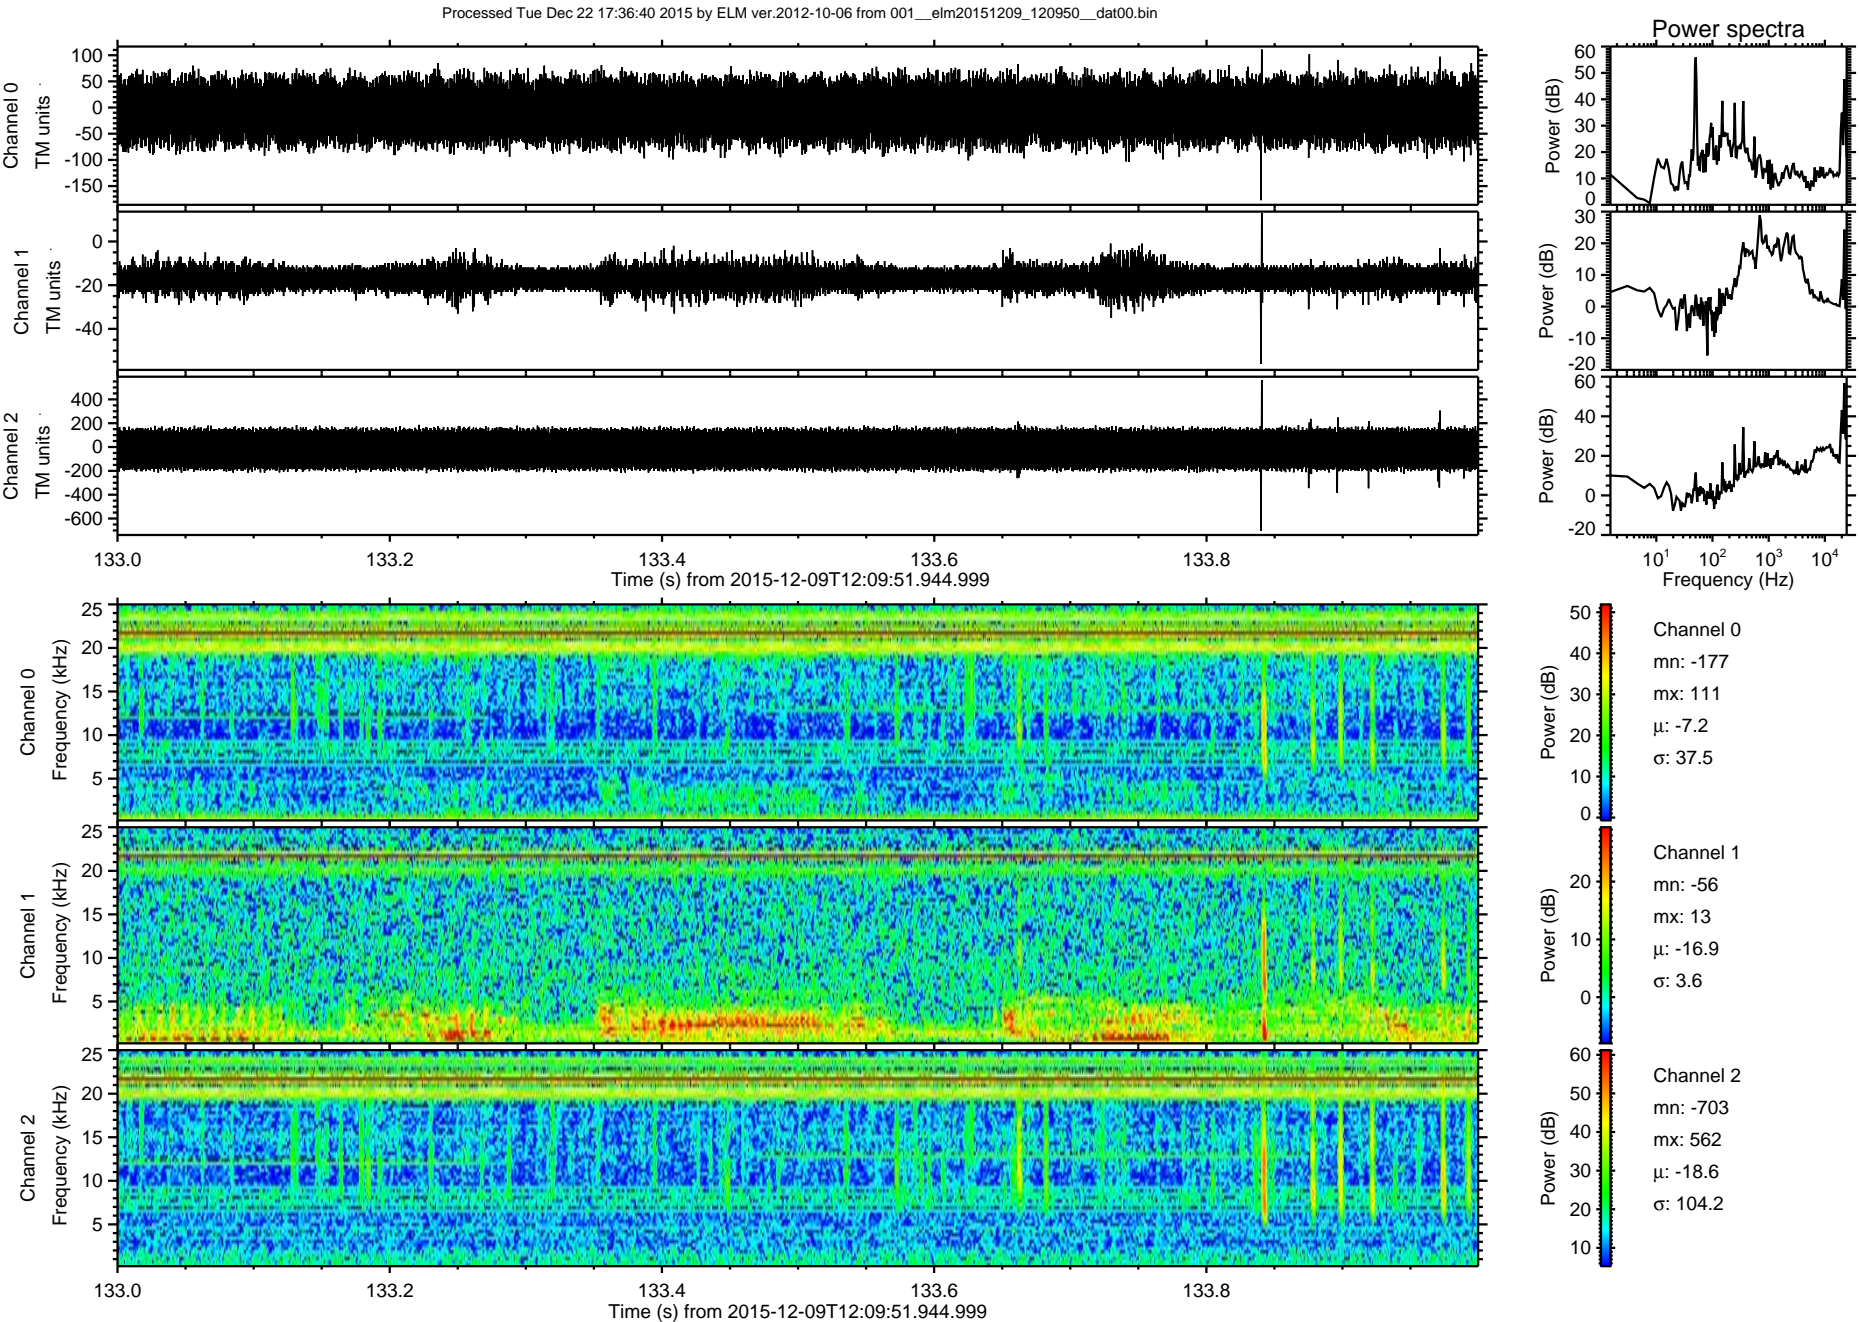 Processed Tue Dec 22 17:36:40 2015 by ELM ver.2012-10-06 from 001__elm20151209_120950__dat00.bin
Power spectra
Channel 0
TM units
100
50
0
-50
-100
-150
Power (dB)
60
50
40
30
20
10
0
Channel 1
TM units
0
-20
-40
Power (dB)
30
20
10
0
-10
-20
Channel 2
TM units
400
200
0
-200
-400
-600
Power (dB)
60
40
20
0
-20
133.0 133.2 133.4 133.6 133.8
Time (s) from 2015-12-09T12:09:51.944.999
10^1 10^2 10^3 10^4
Frequency (Hz)
Channel 0
Frequency (kHz)
25
20
15
10
5
Power (dB)
50
40
30
20
10
0
Channel 0
mn: -177
mx: 111
μ: -7.2
σ: 37.5
Channel 1
Frequency (kHz)
25
20
15
10
5
Power (dB)
20
10
0
Channel 1
mn: -56
mx: 13
μ: -16.9
σ: 3.6
Channel 2
Frequency (kHz)
25
20
15
10
5
Power (dB)
60
50
40
30
20
10
Channel 2
mn: -703
mx: 562
μ: -18.6
σ: 104.2
133.0 133.2 133.4 133.6 133.8
Time (s) from 2015-12-09T12:09:51.944.999